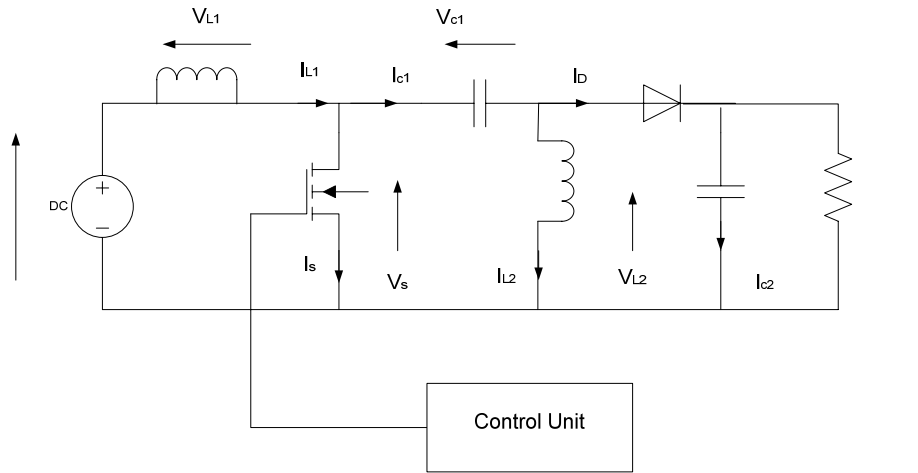 VL1
Vc1
IL1
Ic1
ID
DC
+
−
Is
Vs
IL2
VL2
Ic2
Control Unit